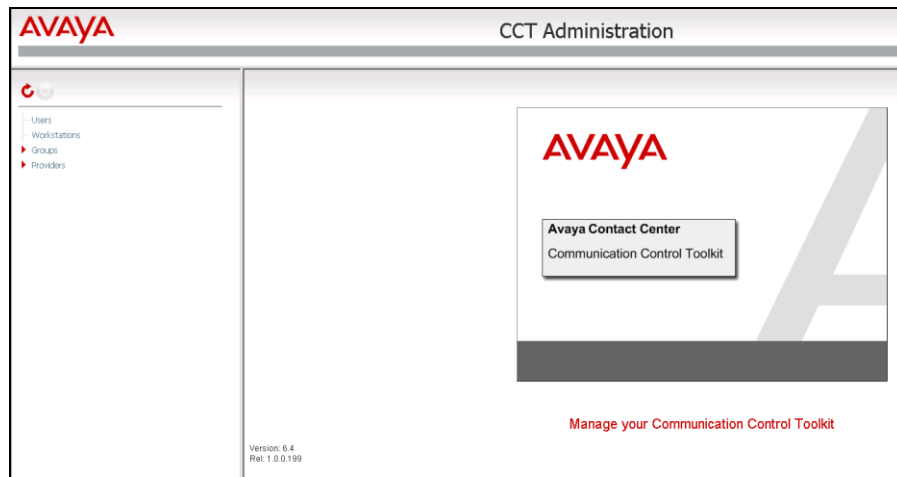 AVAYA
CCT Administration
Users
Workstations
Groups
Providers
AVAYA
Avaya Contact Center
Communication Control Toolkit
Manage your Communication Control Toolkit
Version: 6.4
Rel: 1.0.0.199